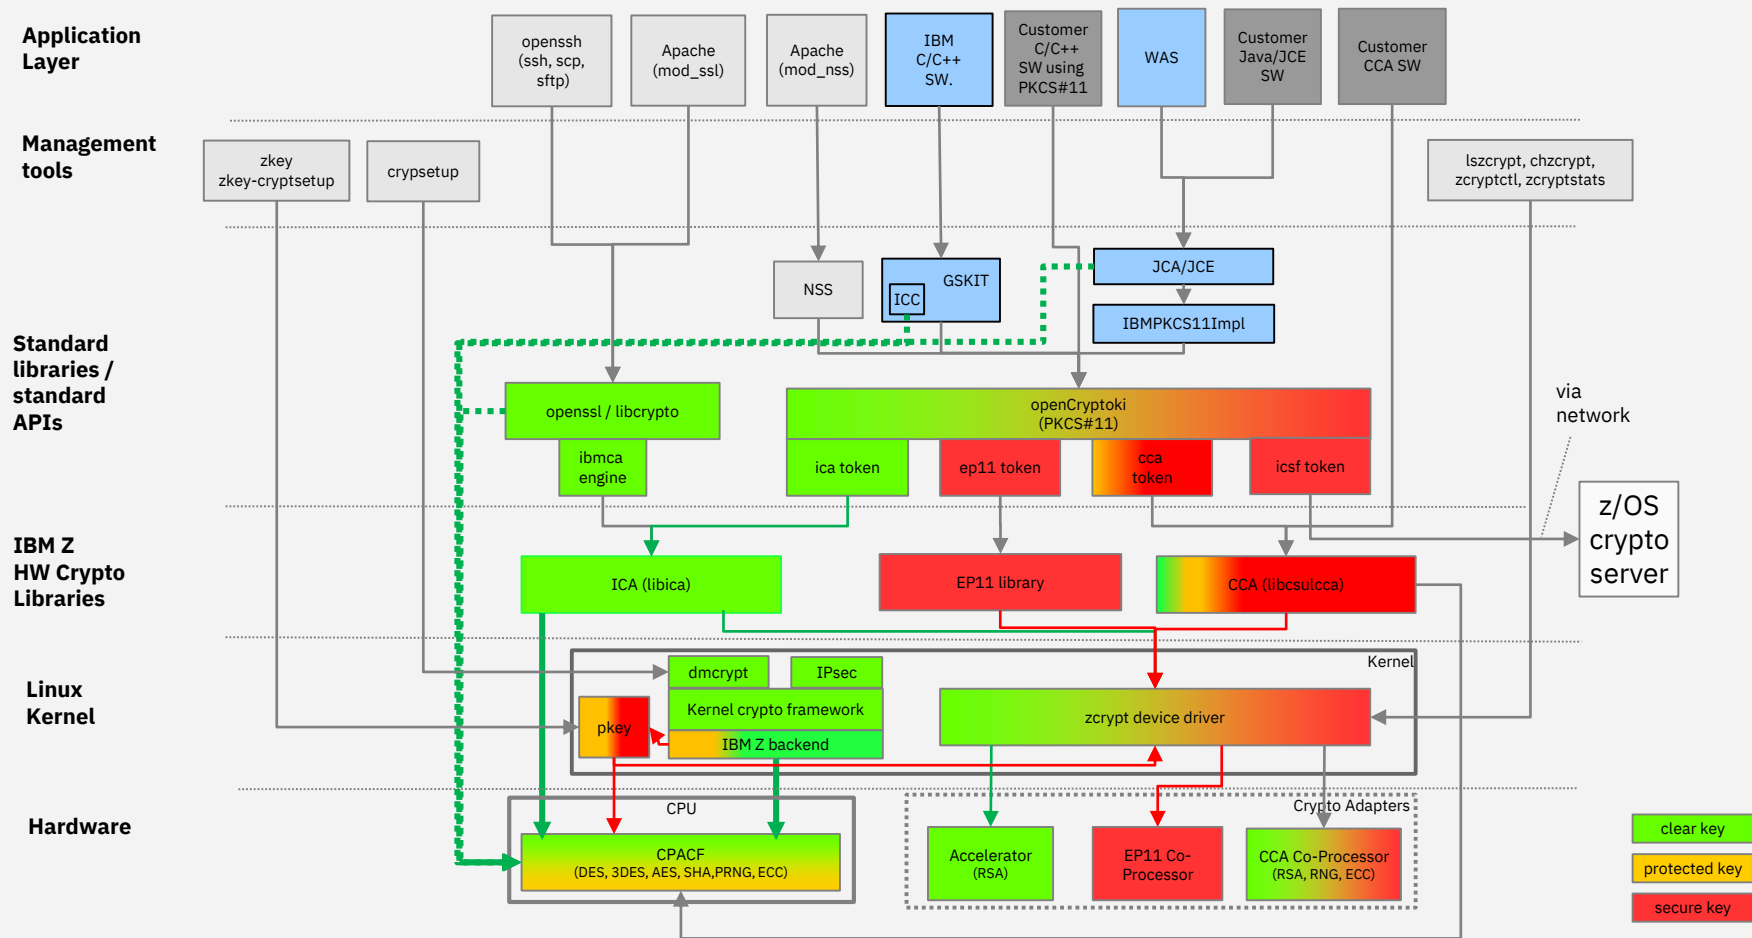 Application
Layer
openssh
(ssh, scp,
sftp)
Apache
(mod_ssl)
Apache
(mod_nss)
IBM
C/C++
SW.
Customer
C/C++
SW using
PKCS#11
WAS
Customer
Java/JCE
SW
Customer
CCA SW
Management
tools
zkey
zkey-cryptsetup
crypsetup
lszcrypt, chzcrypt,
zcryptctl, zcryptstats
Standard
libraries /
standard
APIs
NSS
GSKIT
ICC
JCA/JCE
IBMPKCS11Impl
openssl / libcrypto
ibmca
engine
openCryptoki
(PKCS#11)
ica token
ep11 token
cca
token
icsf token
via
network
z/OS
crypto
server
IBM Z
HW Crypto
Libraries
ICA (libica)
EP11 library
CCA (libcsulcca)
Linux
Kernel
Kernel
dmcrypt
IPsec
Kernel crypto framework
pkey
IBM Z backend
zcrypt device driver
Hardware
CPU
CPACF
(DES, 3DES, AES, SHA,PRNG, ECC)
Crypto Adapters
Accelerator
(RSA)
EP11 Co-
Processor
CCA Co-Processor
(RSA, RNG, ECC)
clear key
protected key
secure key